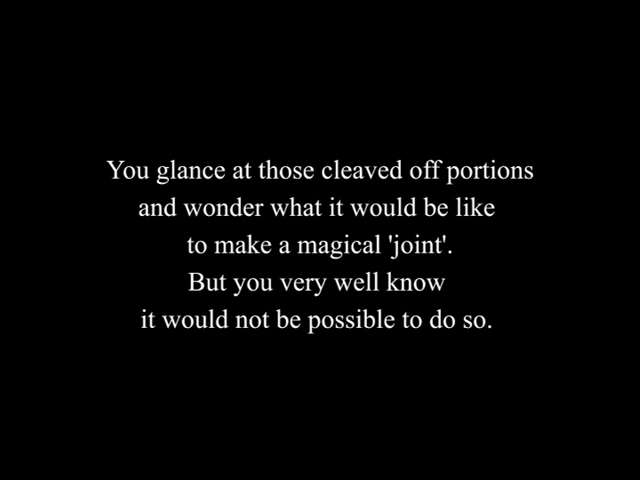 You glance at those cleaved off portions
and wonder what it would be like
to make a magical 'joint'.
But you very well know
it would not be possible to do so.